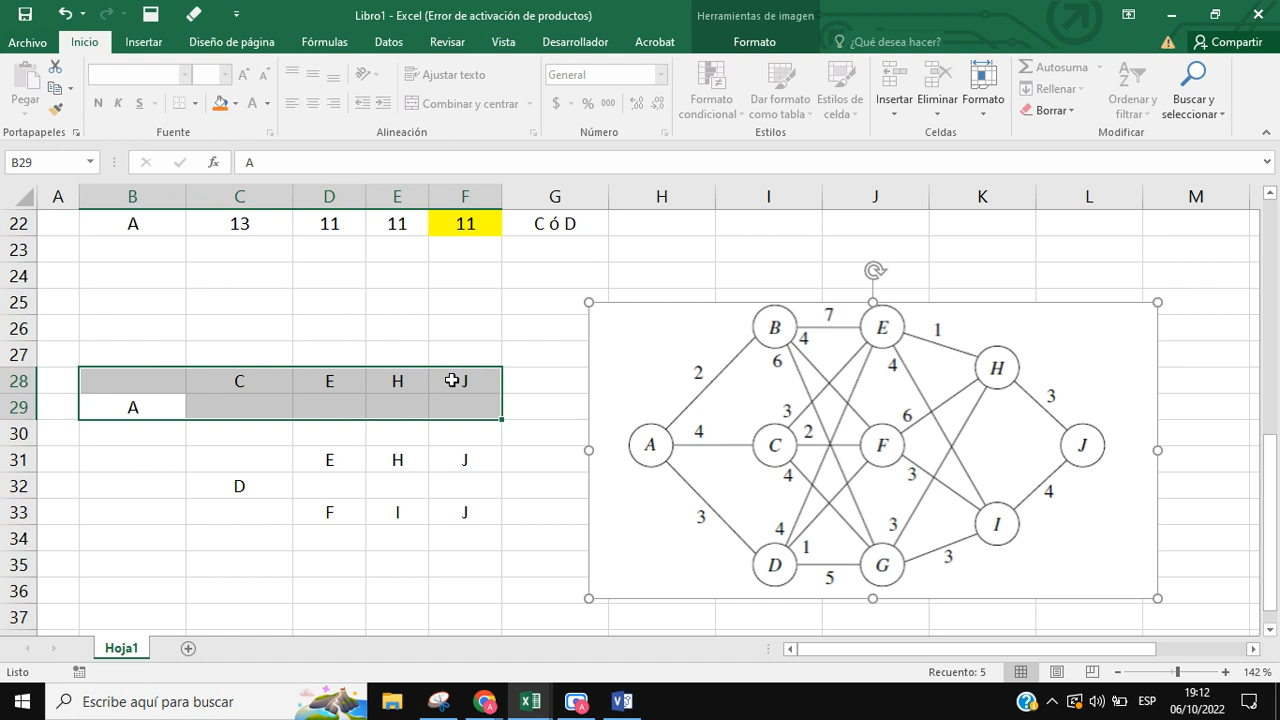 Libro1 - Excel (Error de activación de productos)
Herramientas de imagen
Archivo Inicio Insertar Diseño de página Fórmulas Datos Revisar Vista Desarrollador Acrobat Formato ¿Qué desea hacer? Compartir
Pegar
N K S
A A
Ajustar texto
Combinar y centrar
General
$ % 000
Formato condicional
Dar formato como tabla
Estilos de celda
Insertar
Eliminar
Formato
Autosuma
Rellenar
Borrar
Ordenar y filtrar
Buscar y seleccionar
Portapapeles Fuente Alineación Número Estilos Celdas Modificar
B29 fx A
A B C D E F G H I J K L M
22 A 13 11 11 11 C ó D
23
24
25
26
27
28 C E H J
29 A
30
31 E H J
32 D
33 F I J
34
35
36
37
B 7 E 1
4
6 4 H
2 3
3 6
A 4 C 2 F J
4 3
3 4
4 3 I
1
D G 3
5
Hoja1
Listo Recuento: 5 142 %
Escribe aquí para buscar
ESP
19:12
06/10/2022